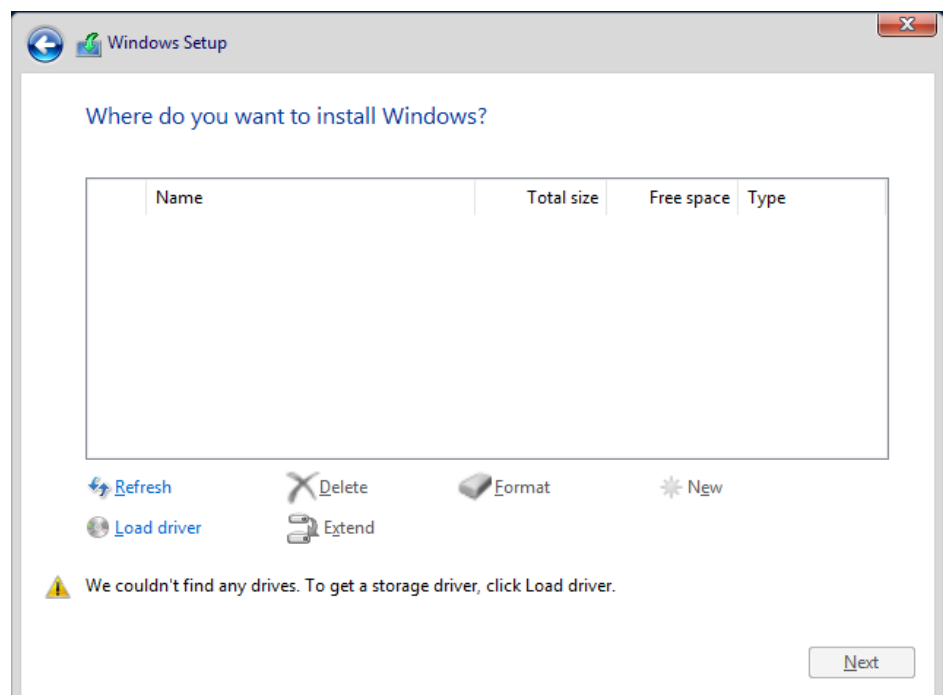 Windows Setup
Where do you want to install Windows?
Name Total size Free space Type
Refresh Delete Format New
Load driver Extend
We couldn't find any drives. To get a storage driver, click Load driver.
Next